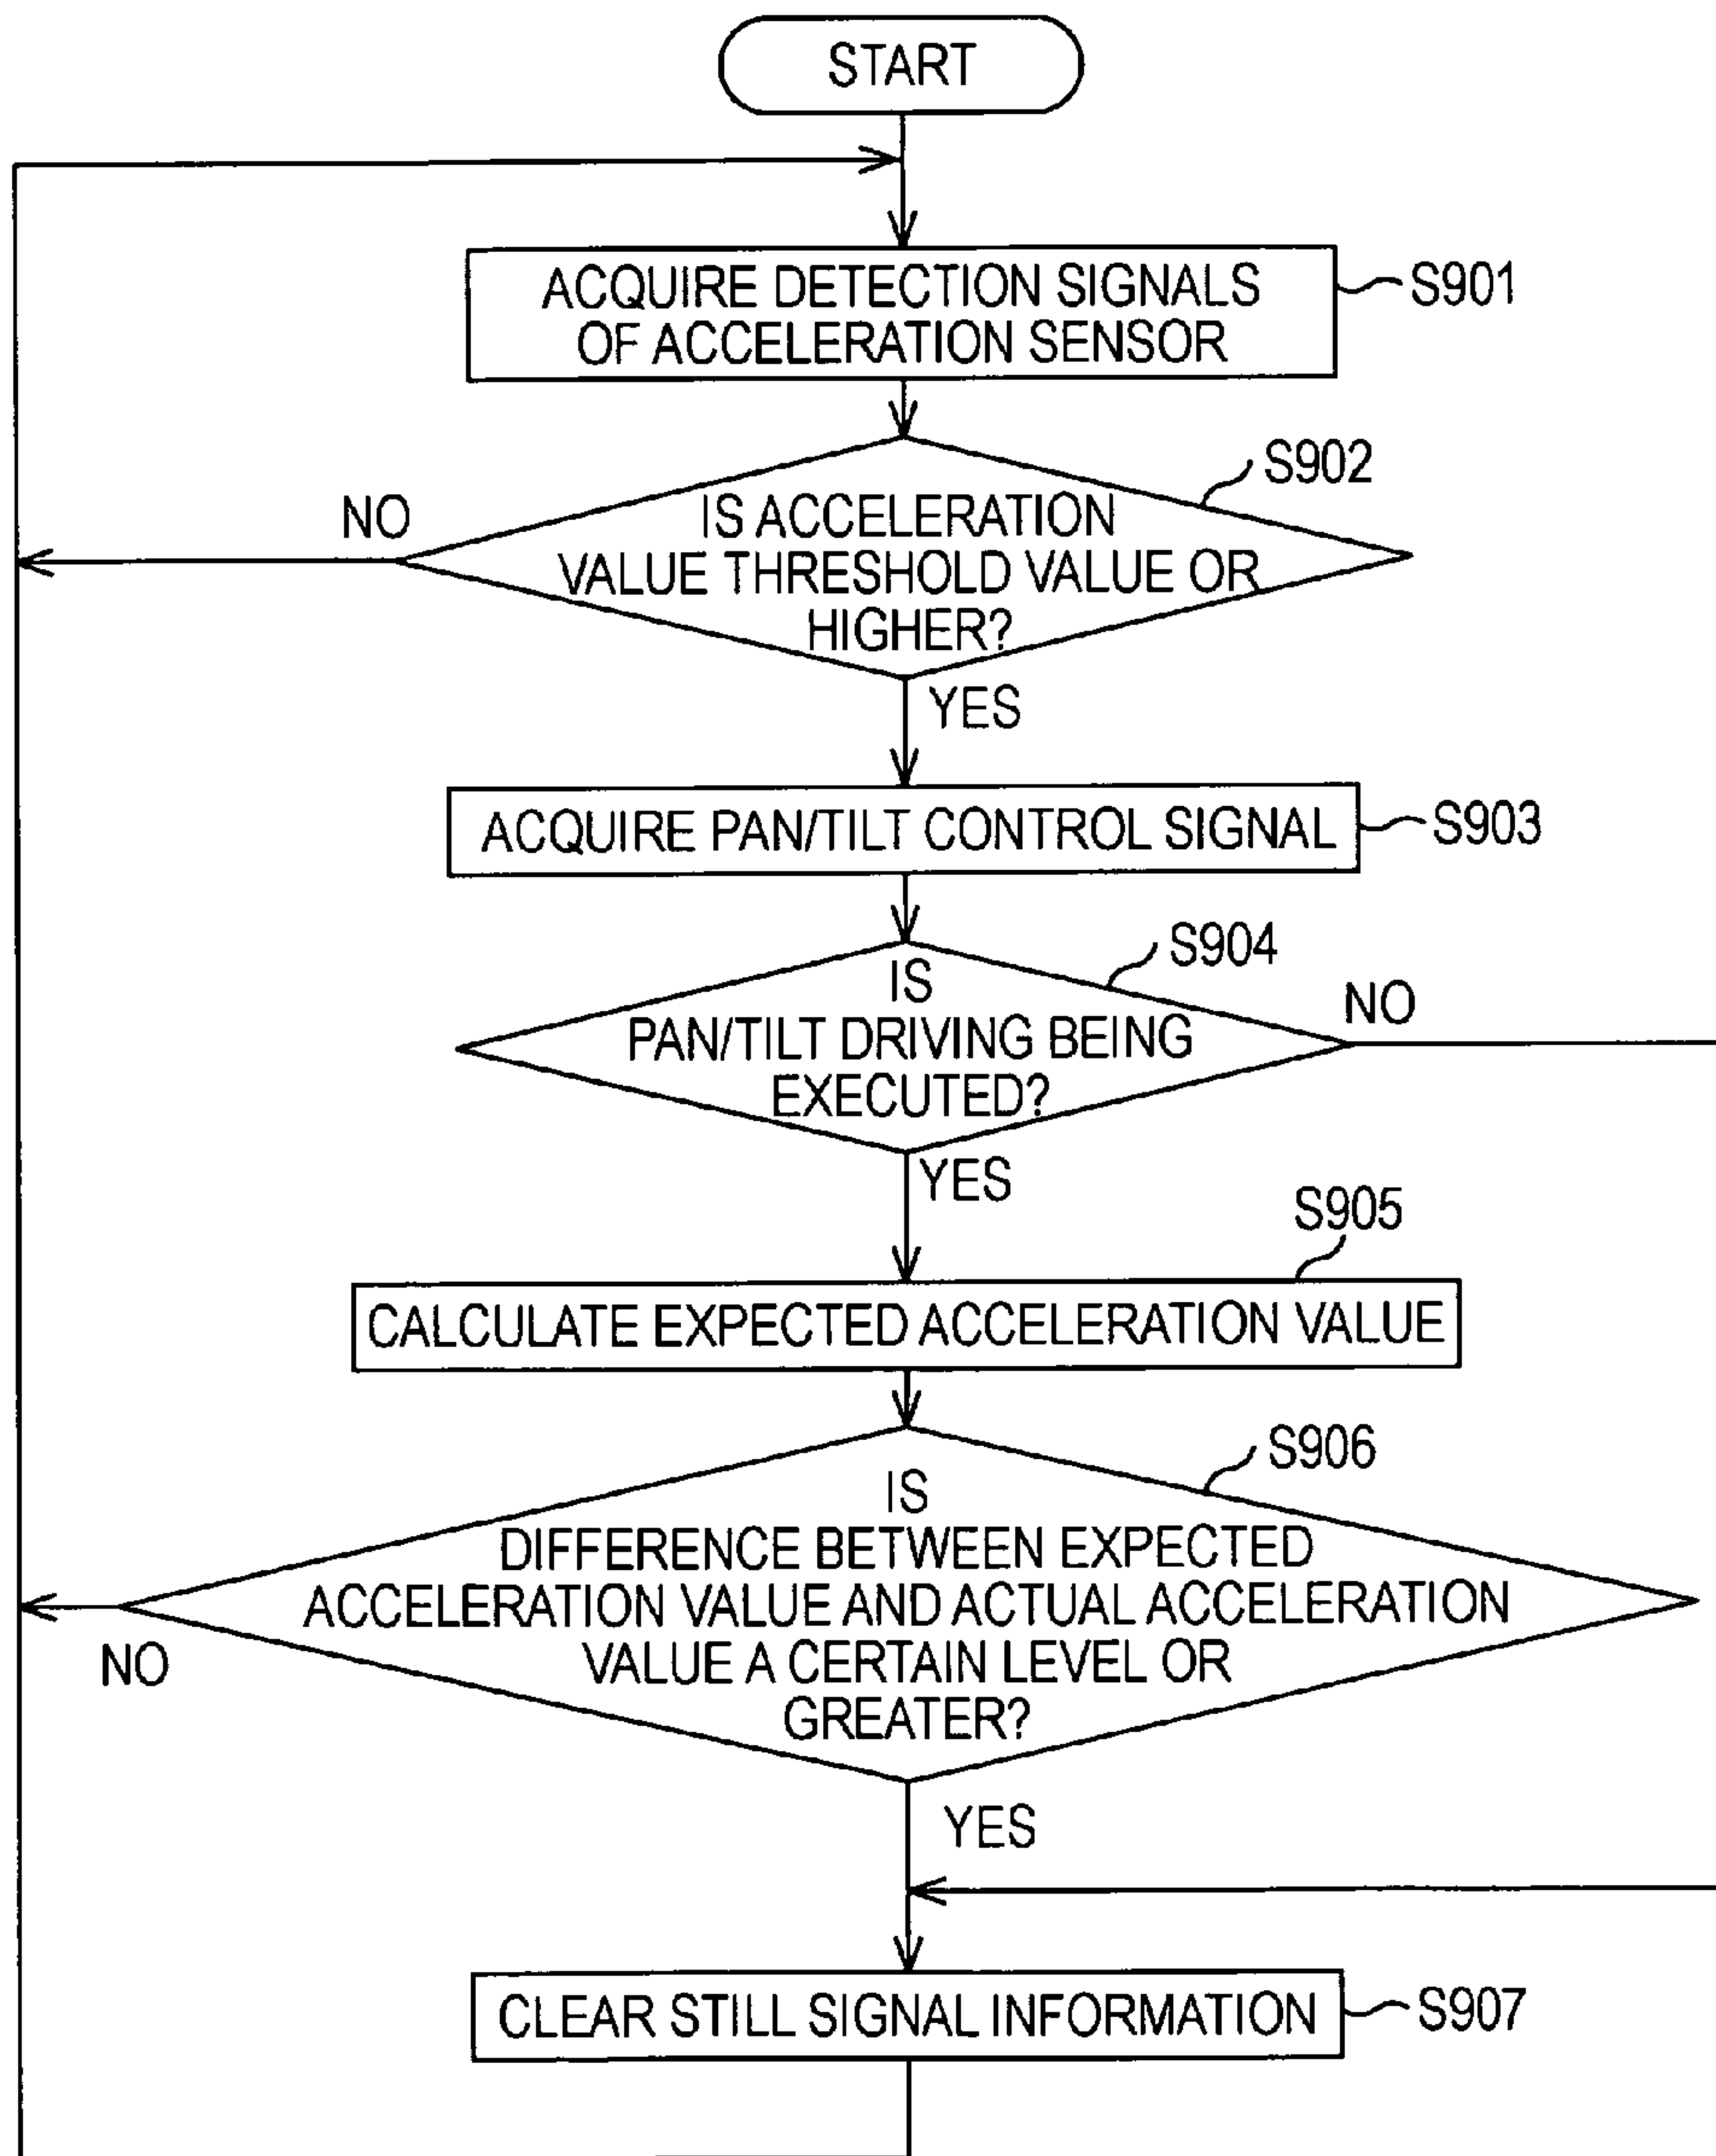 START
ACQUIRE DETECTION SIGNALS
OF ACCELERATION SENSOR
S901
S902
NO
IS ACCELERATION
VALUE THRESHOLD VALUE OR
HIGHER?
YES
ACQUIRE PAN/TILT CONTROL SIGNAL
S903
S904
IS
PAN/TILT DRIVING BEING
EXECUTED?
NO
YES
S905
CALCULATE EXPECTED ACCELERATION VALUE
S906
IS
DIFFERENCE BETWEEN EXPECTED
ACCELERATION VALUE AND ACTUAL ACCELERATION
VALUE A CERTAIN LEVEL OR
GREATER?
NO
YES
CLEAR STILL SIGNAL INFORMATION
S907